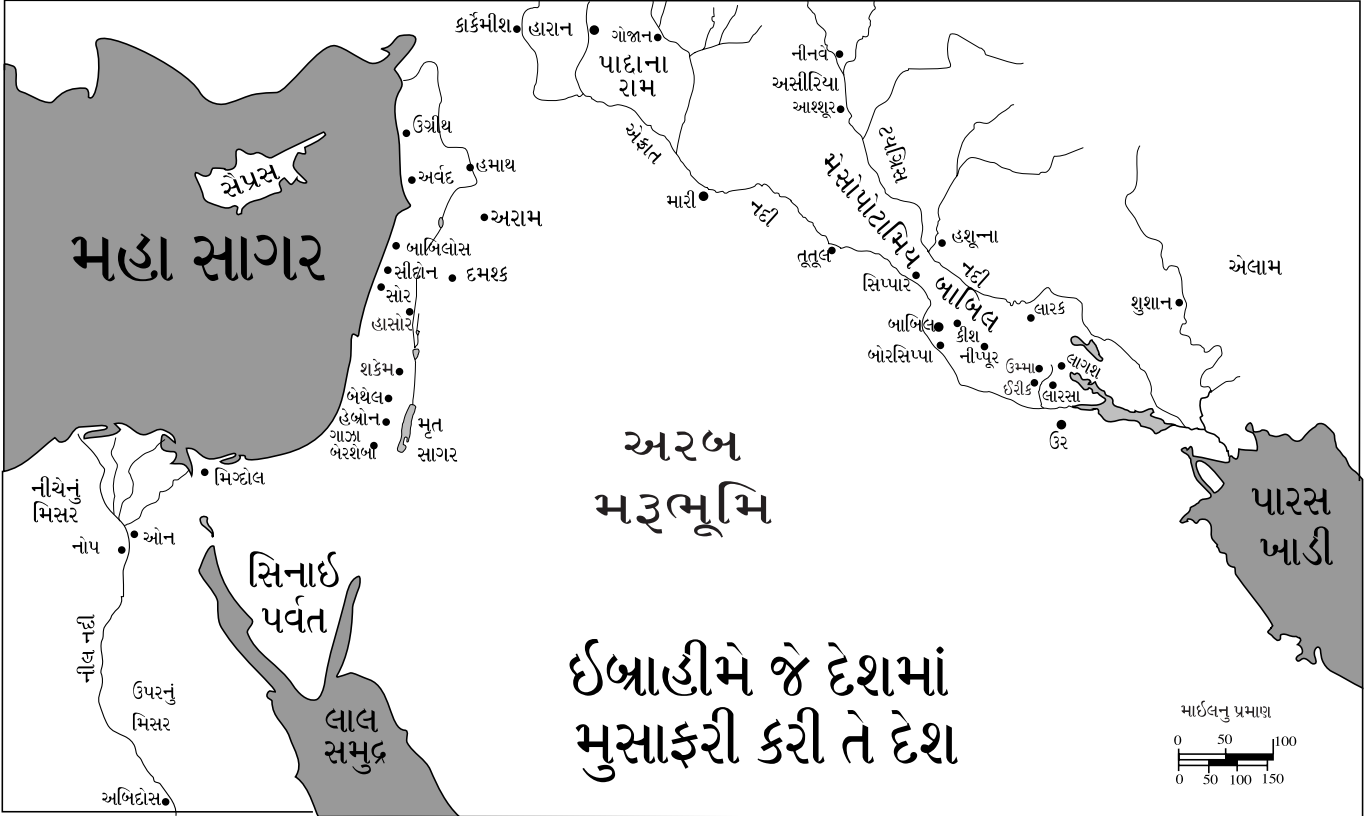 કાર્કેમીશ
હારાન
ગોજાન
પાદાના
રામ
નીનવે
અસીરિયા
આશ્શૂર
ઉગ્રીથ
હમાથ
અર્વદ
અરામ
બાબિલોસ
સીદોન
દમશ્ક
સોર
હાસોર
શકેમ
બેથેલ
હેબ્રોન
ગાઝા
બેરશેબા
મૃત
સાગર
સૈપ્રસ
મહા સાગર
એફ્રાત
નદી
મારી
તૂતૂલ
ટયગ્રિસ
નદી
મેસોપોટામિય
હશૂન્ના
સિપ્પાર
બાબિલ
બાબિલ
કીશ
બોરસિપ્પા
નીપ્પૂર
લારક
ઉમ્મા
લાગશ
ઈરીક
લારસા
ઉર
એલામ
શુશાન
અરબ
મરૂભૂમિ
પારસ
ખાડી
મિગ્દોલ
નીચેનું
મિસર
ઓન
નોપ
નીલ નદી
ઉપરનું
મિસર
અબિદોસ
સિનાઈ
પર્વત
લાલ
સમુદ્ર
ઈબ્રાહીમે જે દેશમાં
મુસાફરી કરી તે દેશ
માઈલનુ પ્રમાણ
0 50 100
0 50 100 150